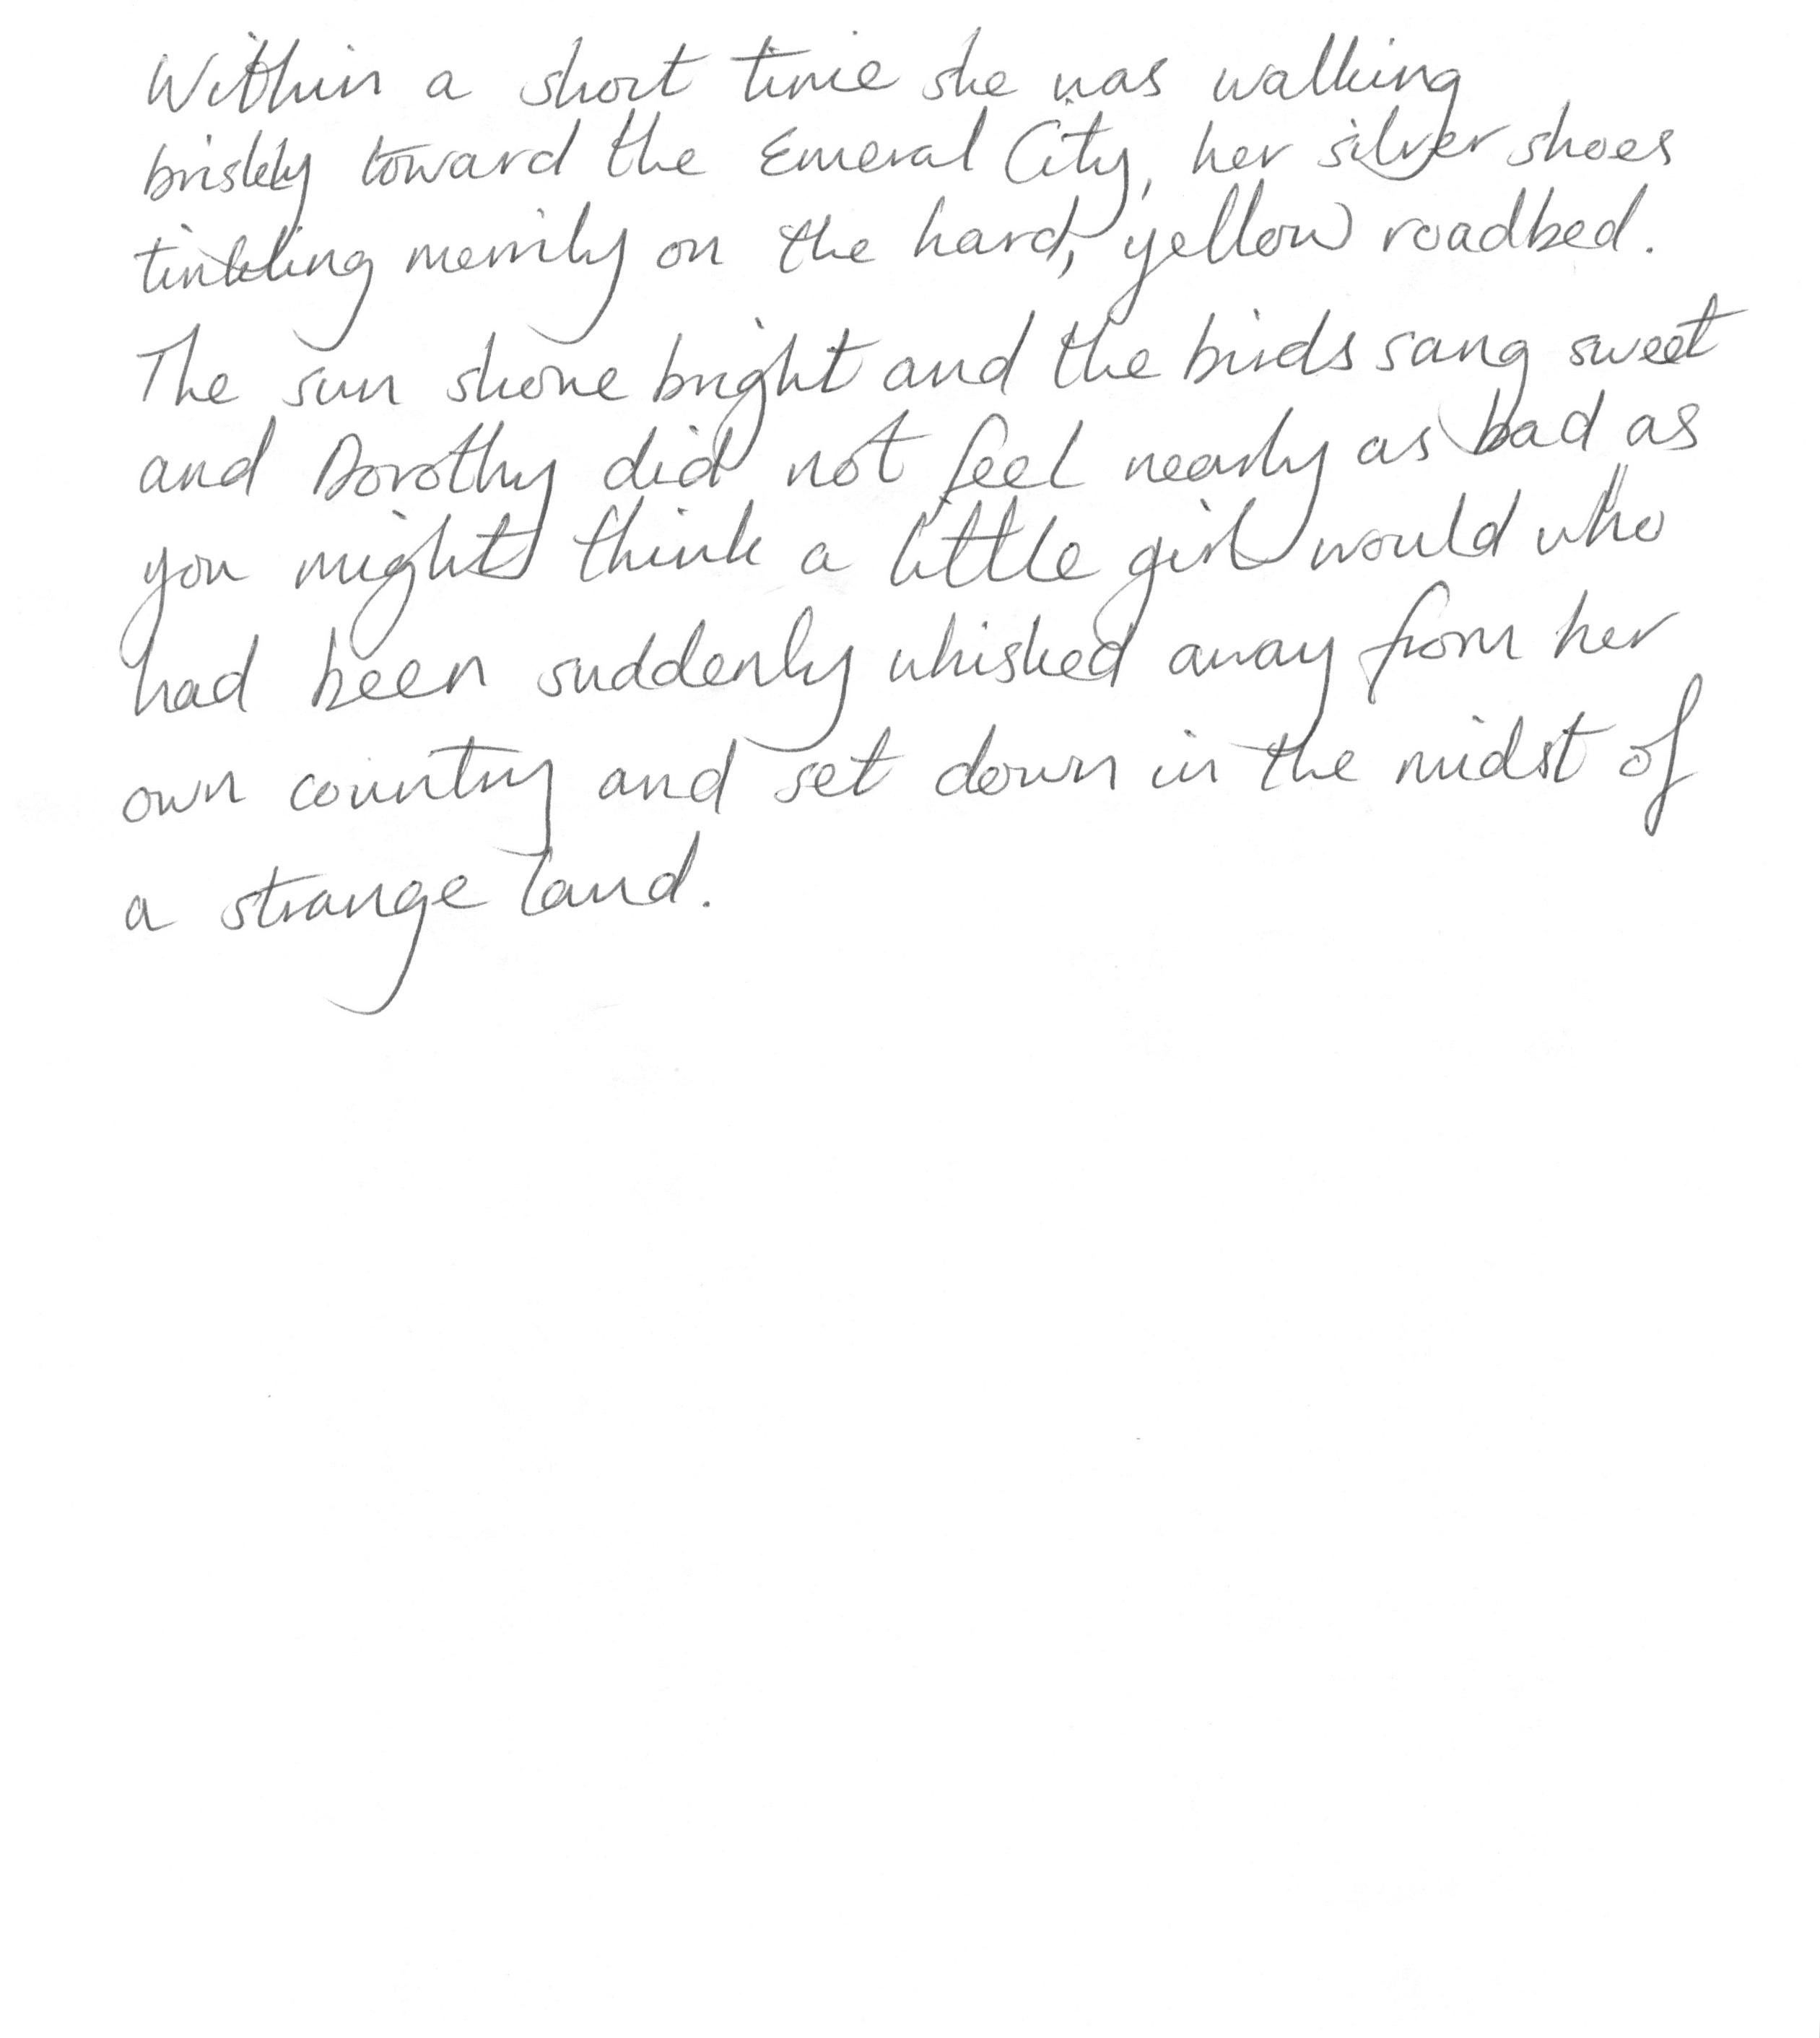 Within a short time she was walking
briskly toward the Emeral City, her silver shoes
tinkling merrily on the hard, yellow roadbed.
The sun shone bright and the birds sang sweet
and Dorothy did not feel nearly as bad as
you might think a little girl would who
had been suddenly whisked away from her
own country and set down in the midst of
a strange land.